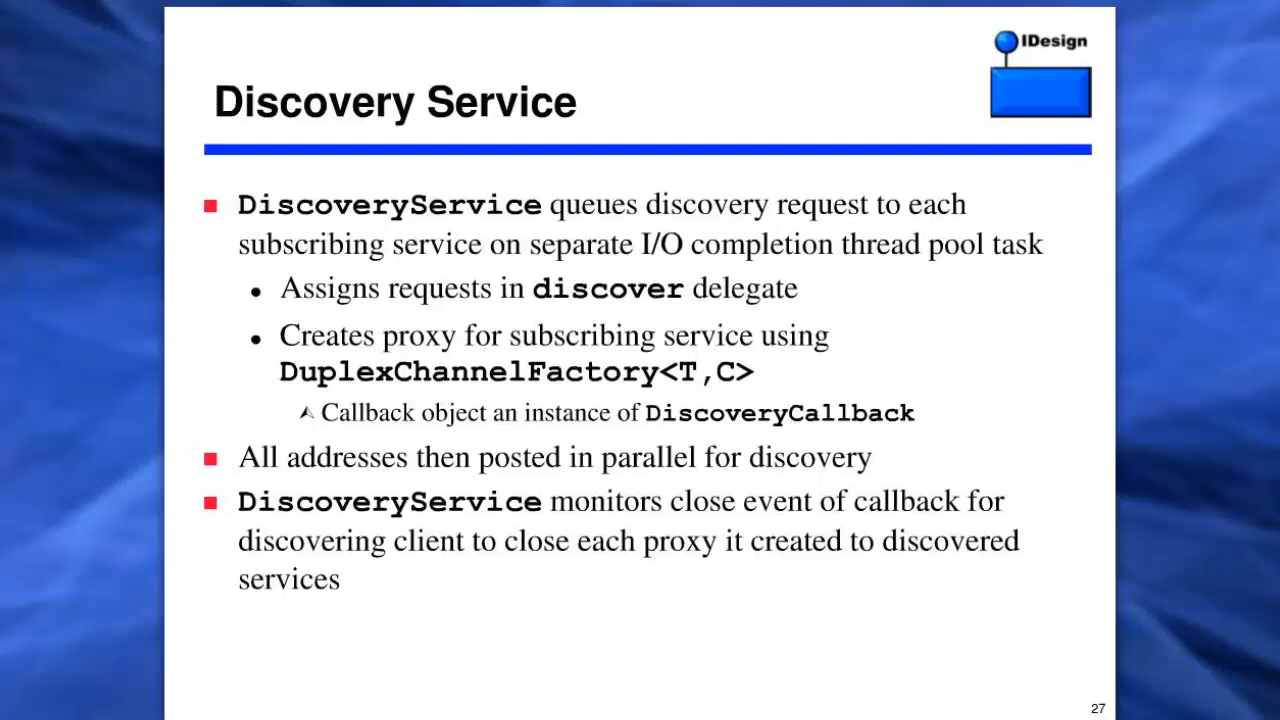 IDesign
Discovery Service
DiscoveryService queues discovery request to each
subscribing service on separate I/O completion thread pool task
Assigns requests in discover delegate
Creates proxy for subscribing service using
DuplexChannelFactory<T,C>
Callback object an instance of DiscoveryCallback
All addresses then posted in parallel for discovery
DiscoveryService monitors close event of callback for
discovering client to close each proxy it created to discovered
services
27